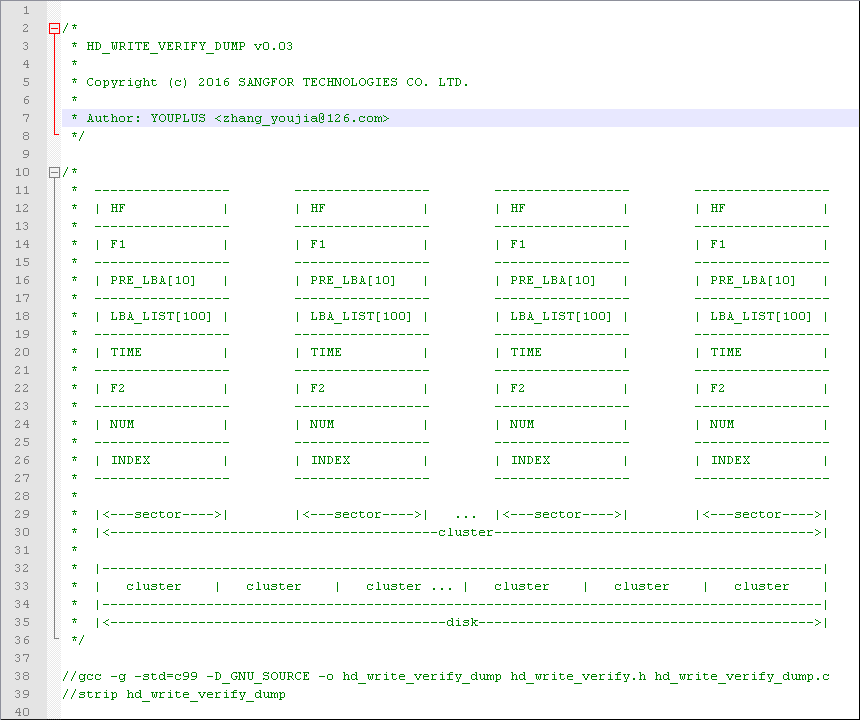 1
2 /*
3  * HD_WRITE_VERIFY_DUMP v0.03
4  *
5  * Copyright (c) 2016 SANGFOR TECHNOLOGIES CO. LTD.
6  *
7  * Author: YOUPLUS <zhang_youjia@126.com>
8  */
9
10 /*
11  *  -----------------        -----------------        -----------------        -----------------
12  *  | HF            |        | HF            |        | HF            |        | HF            |
13  *  -----------------        -----------------        -----------------        -----------------
14  *  | F1            |        | F1            |        | F1            |        | F1            |
15  *  -----------------        -----------------        -----------------        -----------------
16  *  | PRE_LBA[10]   |        | PRE_LBA[10]   |        | PRE_LBA[10]   |        | PRE_LBA[10]   |
17  *  -----------------        -----------------        -----------------        -----------------
18  *  | LBA_LIST[100] |        | LBA_LIST[100] |        | LBA_LIST[100] |        | LBA_LIST[100] |
19  *  -----------------        -----------------        -----------------        -----------------
20  *  | TIME          |        | TIME          |        | TIME          |        | TIME          |
21  *  -----------------        -----------------        -----------------        -----------------
22  *  | F2            |        | F2            |        | F2            |        | F2            |
23  *  -----------------        -----------------        -----------------        -----------------
24  *  | NUM           |        | NUM           |        | NUM           |        | NUM           |
25  *  -----------------        -----------------        -----------------        -----------------
26  *  | INDEX         |        | INDEX         |        | INDEX         |        | INDEX         |
27  *  -----------------        -----------------        -----------------        -----------------
28  *
29  *  |<---sector---->|        |<---sector---->|   ...  |<---sector---->|        |<---sector---->|
30  *  |<-----------------------------------------cluster---------------------------------------->|
31  *
32  *  |------------------------------------------------------------------------------------------|
33  *  |   cluster    |   cluster    |   cluster ... |   cluster    |   cluster    |   cluster    |
34  *  |------------------------------------------------------------------------------------------|
35  *  |<------------------------------------------disk------------------------------------------>|
36  */
37
38 //gcc -g -std=c99 -D_GNU_SOURCE -o hd_write_verify_dump hd_write_verify.h hd_write_verify_dump.c
39 //strip hd_write_verify_dump
40